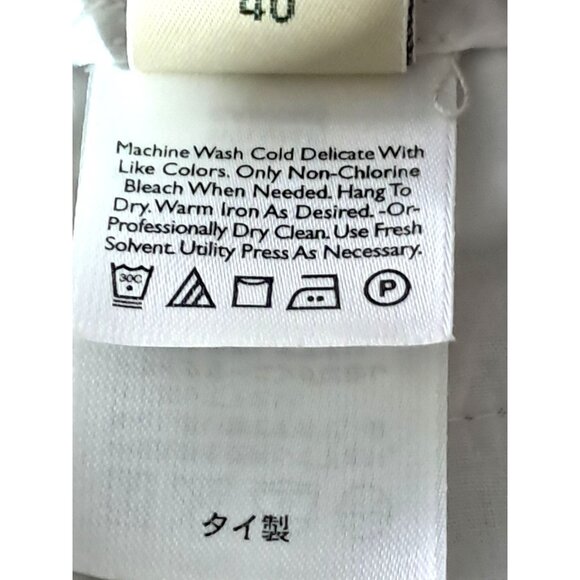 40
Machine Wash Cold Delicate With
Like Colors. Only Non-Chlorine
Bleach When Needed. Hang To
Dry. Warm Iron As Desired. -Or-
Professionally Dry Clean. Use Fresh
Solvent. Utility Press As Necessary.
30C P
タイ製